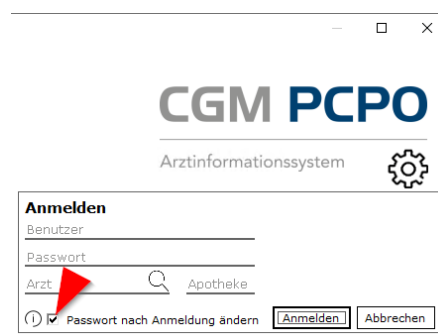 CGM PCPO
Arztinformationssystem
Anmelden
Benutzer
Passwort
Arzt Apotheke
Passwort nach Anmeldung ändern Anmelden Abbrechen